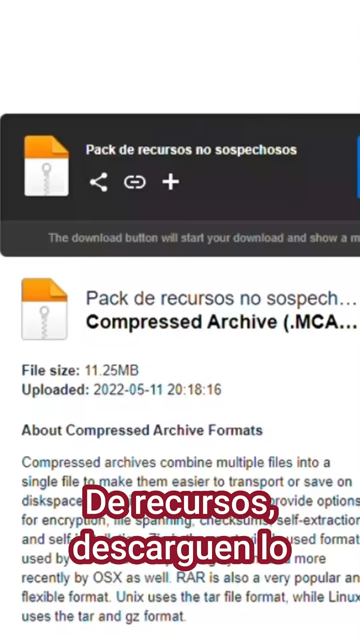 Pack de recursos no sospechosos
The download button will start your download and show a m
Pack de recursos no sospech...
Compressed Archive (.MCA...
File size: 11.25MB
Uploaded: 2022-05-11 20:18:16
About Compressed Archive Formats
Compressed archives combine multiple files into a
single file to make them easier to transport or save on
diskspace
provide options
De recursos,
for encryption, file spanning, checksums, self-extraction
and self
used format
descarguen lo
used by
more
recently by OSX as well. RAR is also a very popular an
flexible format. Unix uses the tar file format, while Linux
uses the tar and gz format.